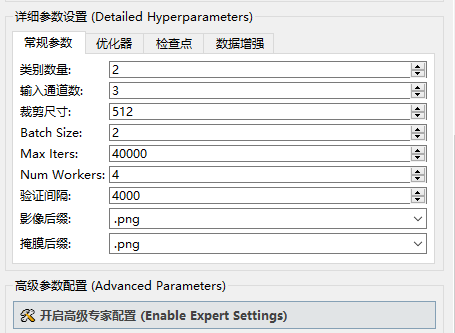 详细参数设置 (Detailed Hyperparameters)
常规参数 优化器 检查点 数据增强
类别数量: 2
输入通道数: 3
裁剪尺寸: 512
Batch Size: 2
Max Iters: 40000
Num Workers: 4
验证间隔: 4000
影像后缀: .png
掩膜后缀: .png
高级参数配置 (Advanced Parameters)
开启高级专家配置 (Enable Expert Settings)